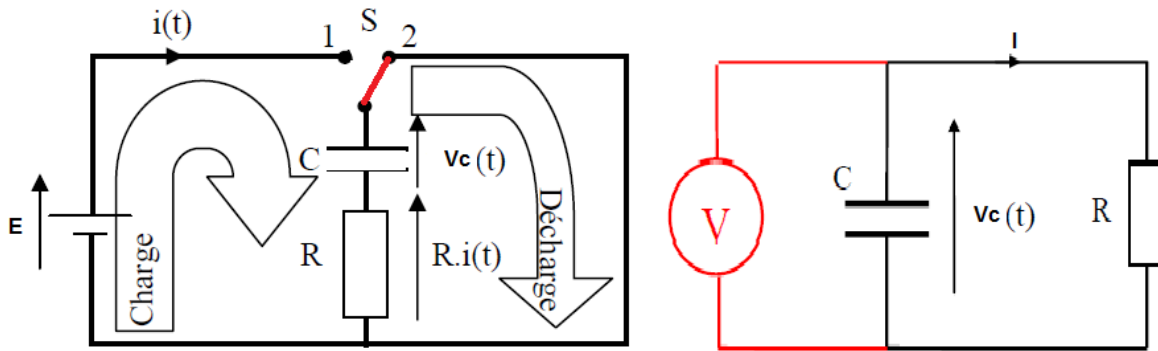 i(t)
1
S
2
C
Vc (t)
E
Charge
R
R.i(t)
Décharge
I
V
C
Vc (t)
R